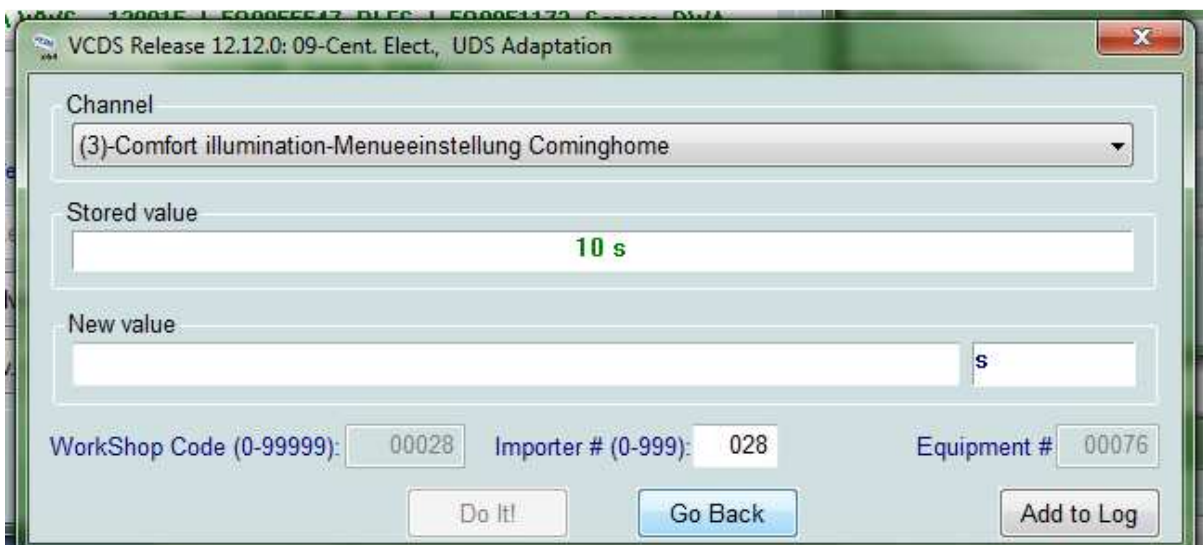 VCDS Release 12.12.0: 09-Cent. Elect., UDS Adaptation
Channel
(3)-Comfort illumination-Menueeinstellung Cominghome
Stored value
10 s
New value
s
WorkShop Code (0-99999): 00028 Importer # (0-999): 028 Equipment # 00076
Do It! Go Back Add to Log